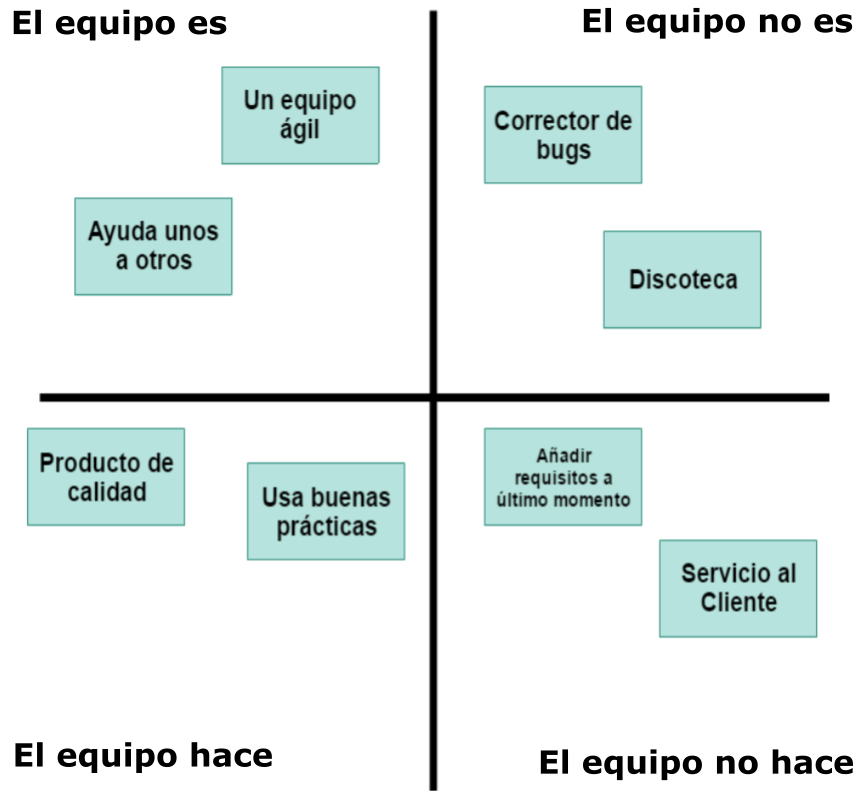 El equipo es
El equipo no es
Un equipo
ágil
Ayuda unos
a otros
Corrector de
bugs
Discoteca
Producto de
calidad
Usa buenas
prácticas
Añadir
requisitos a
último momento
Servicio al
Cliente
El equipo hace
El equipo no hace